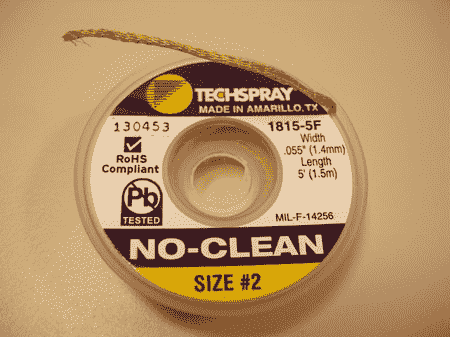 TECHSPRAY
MADE IN AMARILLO, TX
130453
1815-5F
Width
.055" (1.4mm)
Length
5' (1.5m)
RoHS
Compliant
Pb
TESTED
MIL-F-14256
NO-CLEAN
SIZE #2